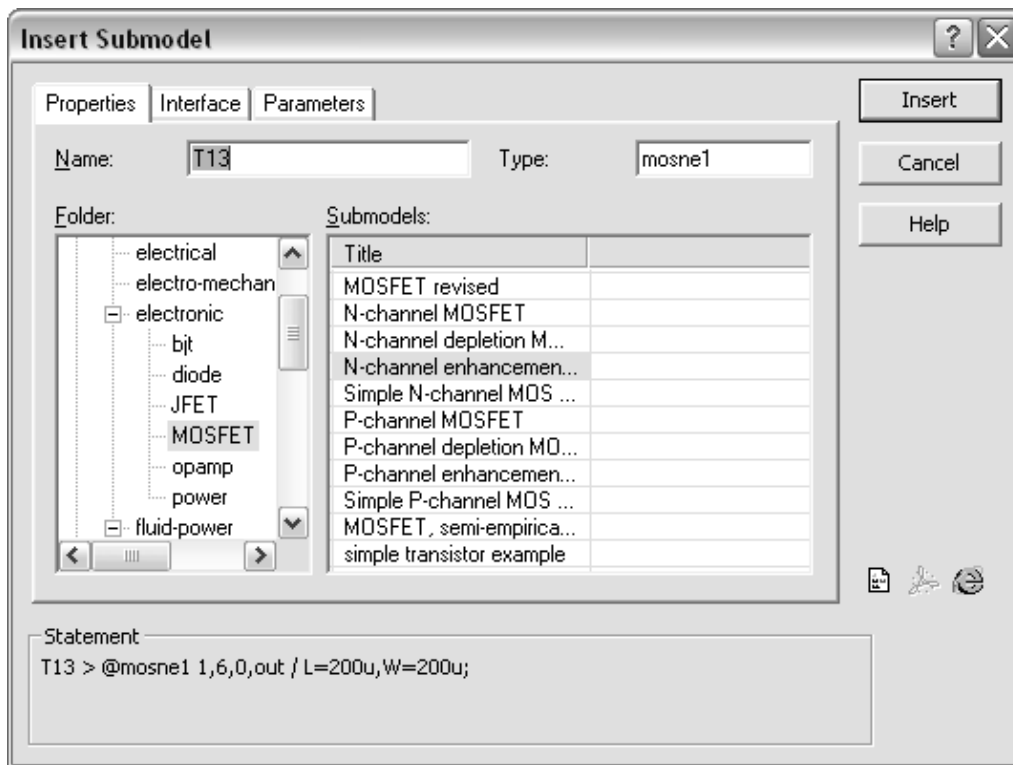 Insert Submodel
Properties Interface Parameters
Insert
Name: T13 Type: mosne1
Cancel
Folder: Submodels:
Help
electrical
electro-mechan
electronic
bjt
diode
JFET
MOSFET
opamp
power
fluid-power
Title
MOSFET revised
N-channel MOSFET
N-channel depletion M...
N-channel enhancemen...
Simple N-channel MOS ...
P-channel MOSFET
P-channel depletion MO...
P-channel enhancemen...
Simple P-channel MOS ...
MOSFET, semi-empirica...
simple transistor example
Statement
T13 > @mosne1 1,6,0,out / L=200u,W=200u;